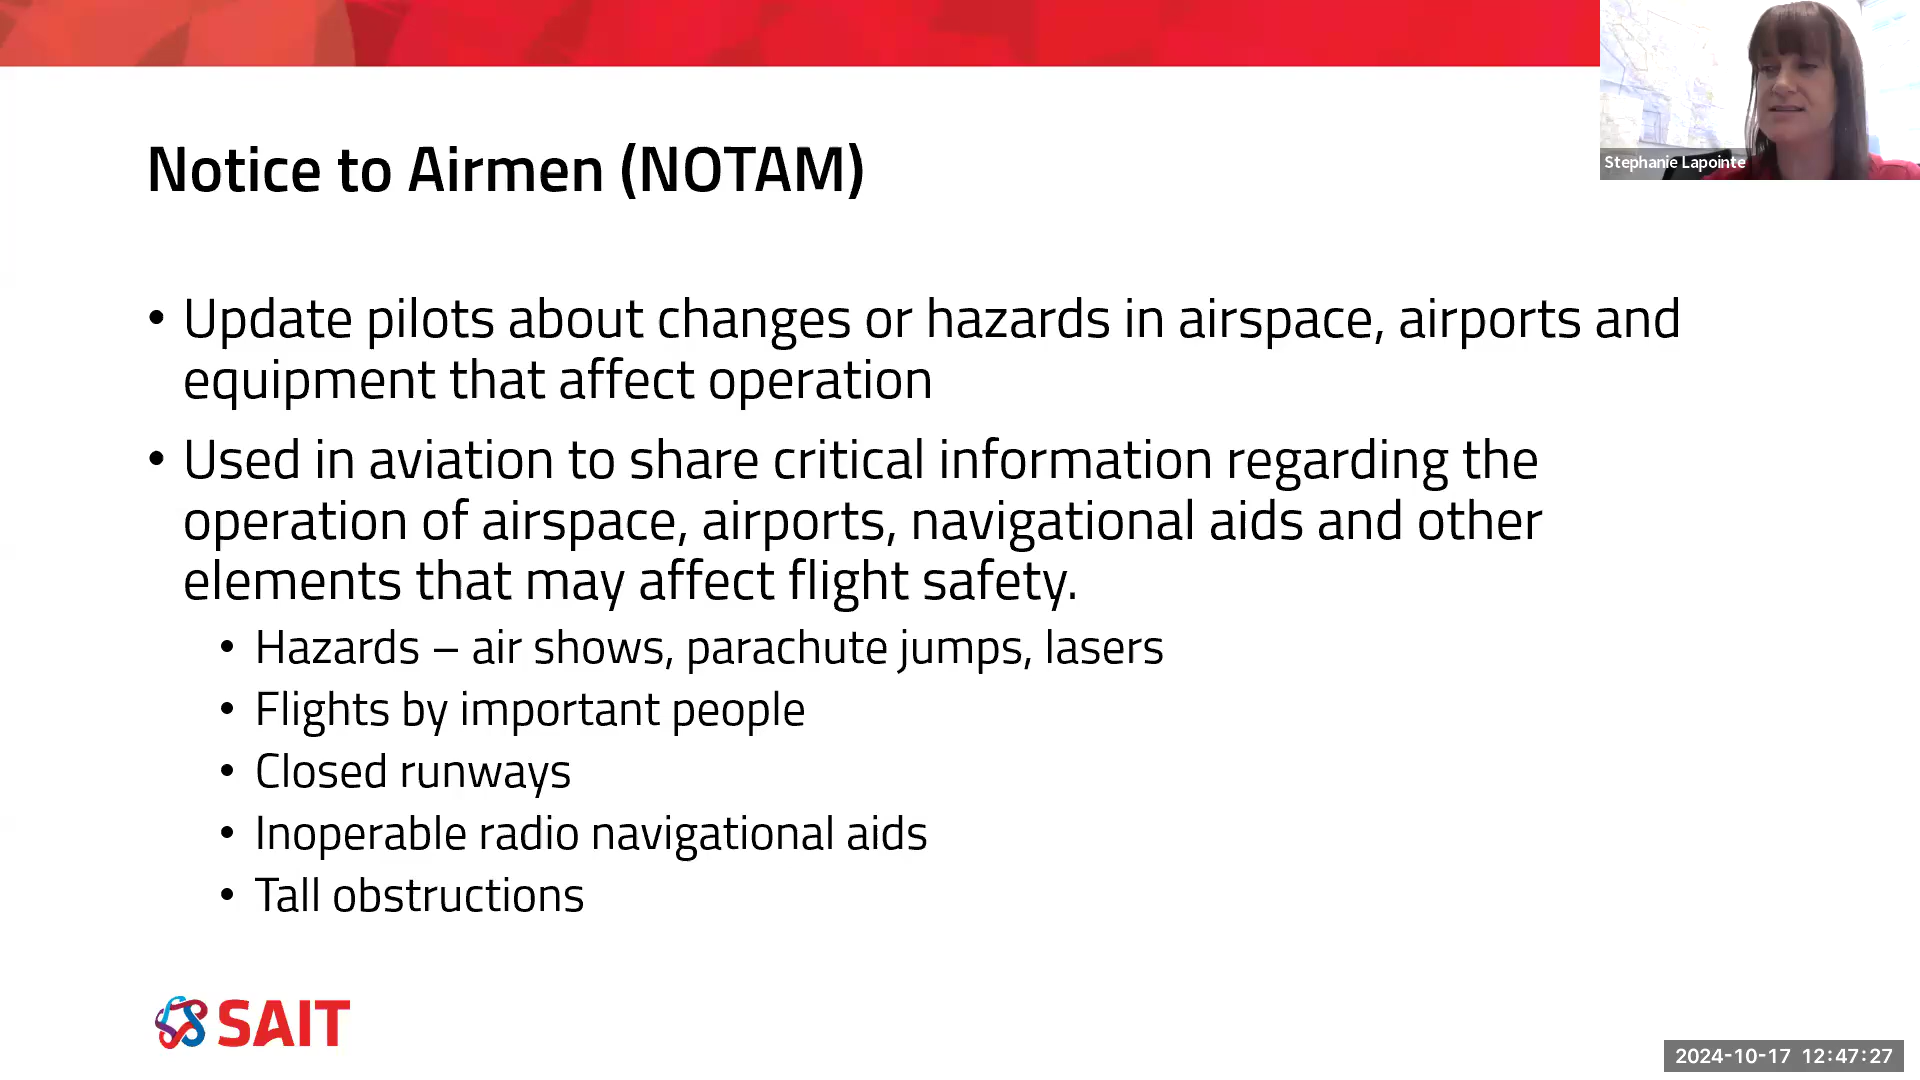 Stephanie Lapointe
Notice to Airmen (NOTAM)
• Update pilots about changes or hazards in airspace, airports and
equipment that affect operation
• Used in aviation to share critical information regarding the
operation of airspace, airports, navigational aids and other
elements that may affect flight safety.
• Hazards – air shows, parachute jumps, lasers
• Flights by important people
• Closed runways
• Inoperable radio navigational aids
• Tall obstructions
SAIT
2024-10-17 12:47:27